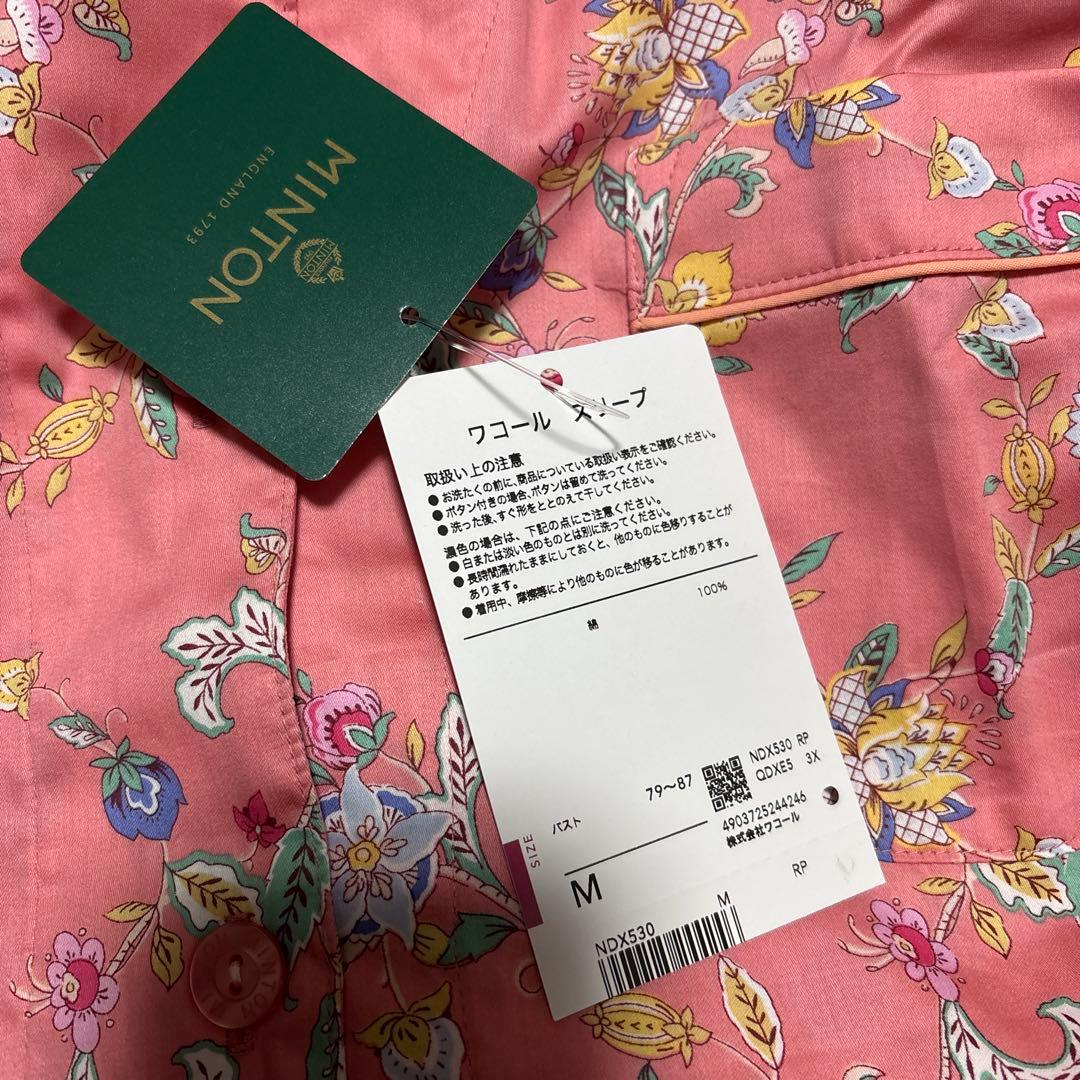 MINTON
ENGLAND 1793
MINTON
ワコール スリープ
取扱い上の注意
●お洗たくの前に、商品についている取扱い表示をご確認ください。
●ボタン付きの場合、ボタンは留めて洗ってください。
●洗った後、すぐ形をととのえて干してください。
濃色の場合は、下記の点にご注意ください。
●白または淡い色のものとは別に洗ってください。
●長時間濡れたままにしておくと、他のものに色移りすることが
あります。
●着用中、摩擦等により他のものに色が移ることがあります。
綿 100%
NDX530 RP
QDXE5 3X
バスト 79〜87
4903725244246
株式会社ワコール
SIZE
M
RP
NDX530 M
MINTON